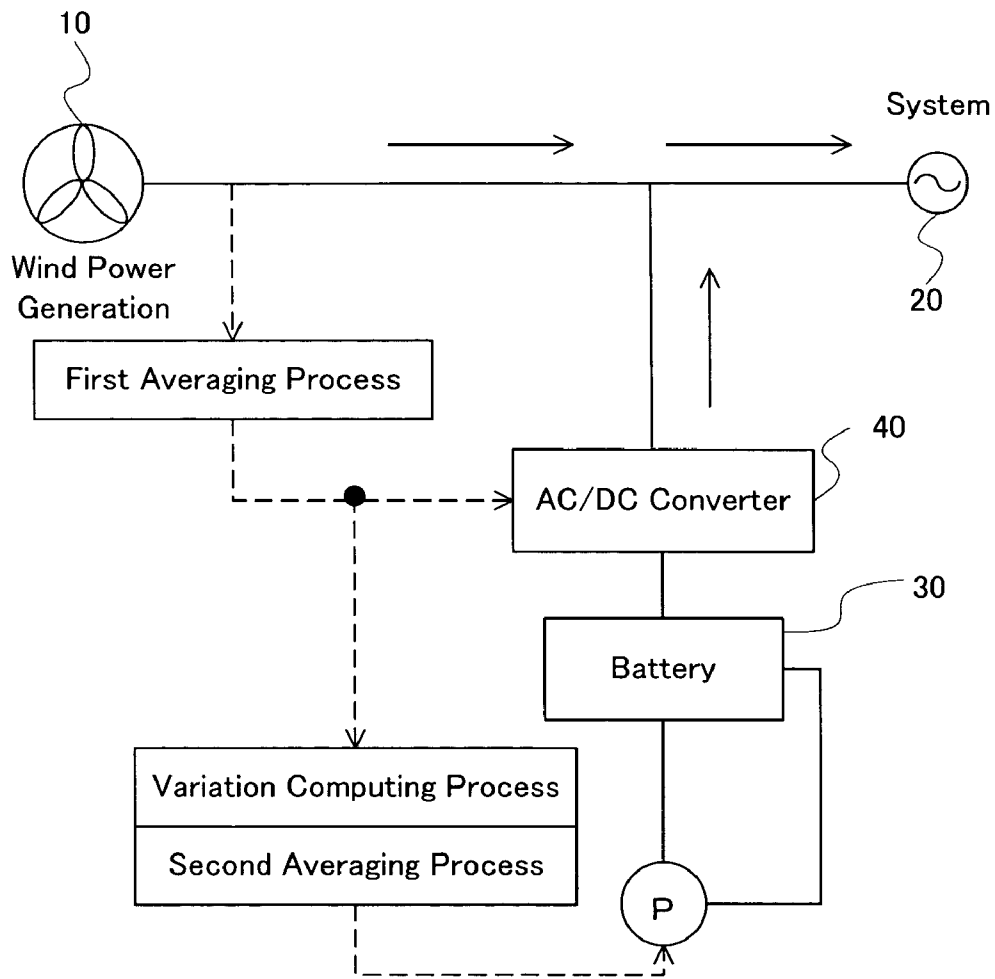 10
System
Wind Power
Generation
20
First Averaging Process
40
AC/DC Converter
30
Battery
Variation Computing Process
Second Averaging Process
P